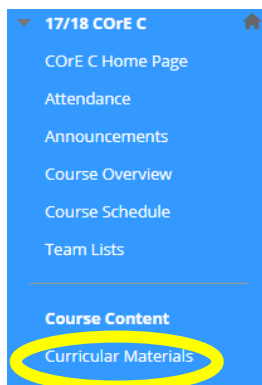 17/18 COrE C
COrE C Home Page
Attendance
Announcements
Course Overview
Course Schedule
Team Lists
Course Content
Curricular Materials